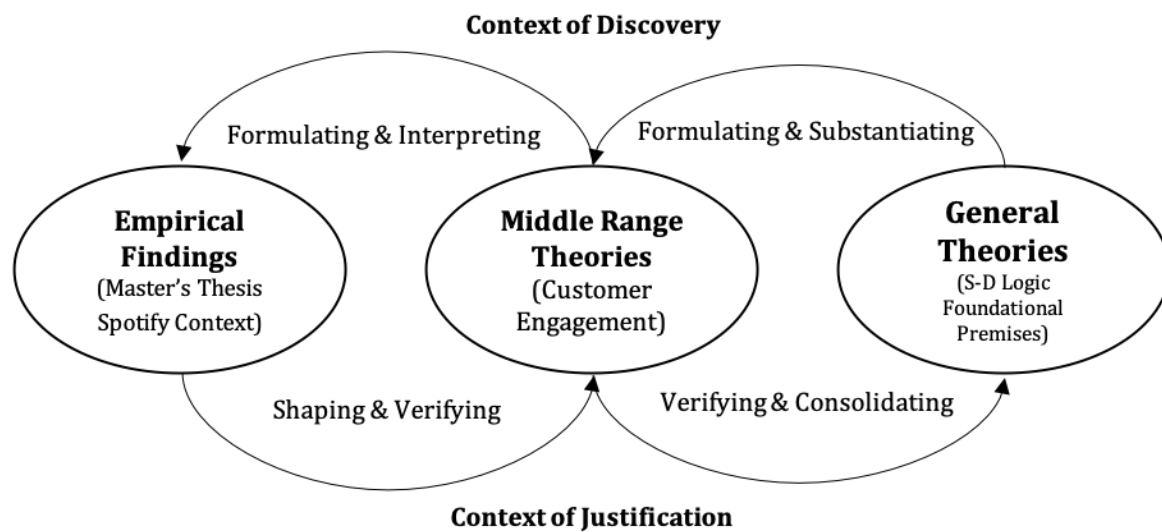 Context of Discovery
Formulating & Interpreting
Formulating & Substantiating
Empirical
Findings
(Master's Thesis
Spotify Context)
Middle Range
Theories
(Customer
Engagement)
General
Theories
(S-D Logic
Foundational
Premises)
Shaping & Verifying
Verifying & Consolidating
Context of Justification